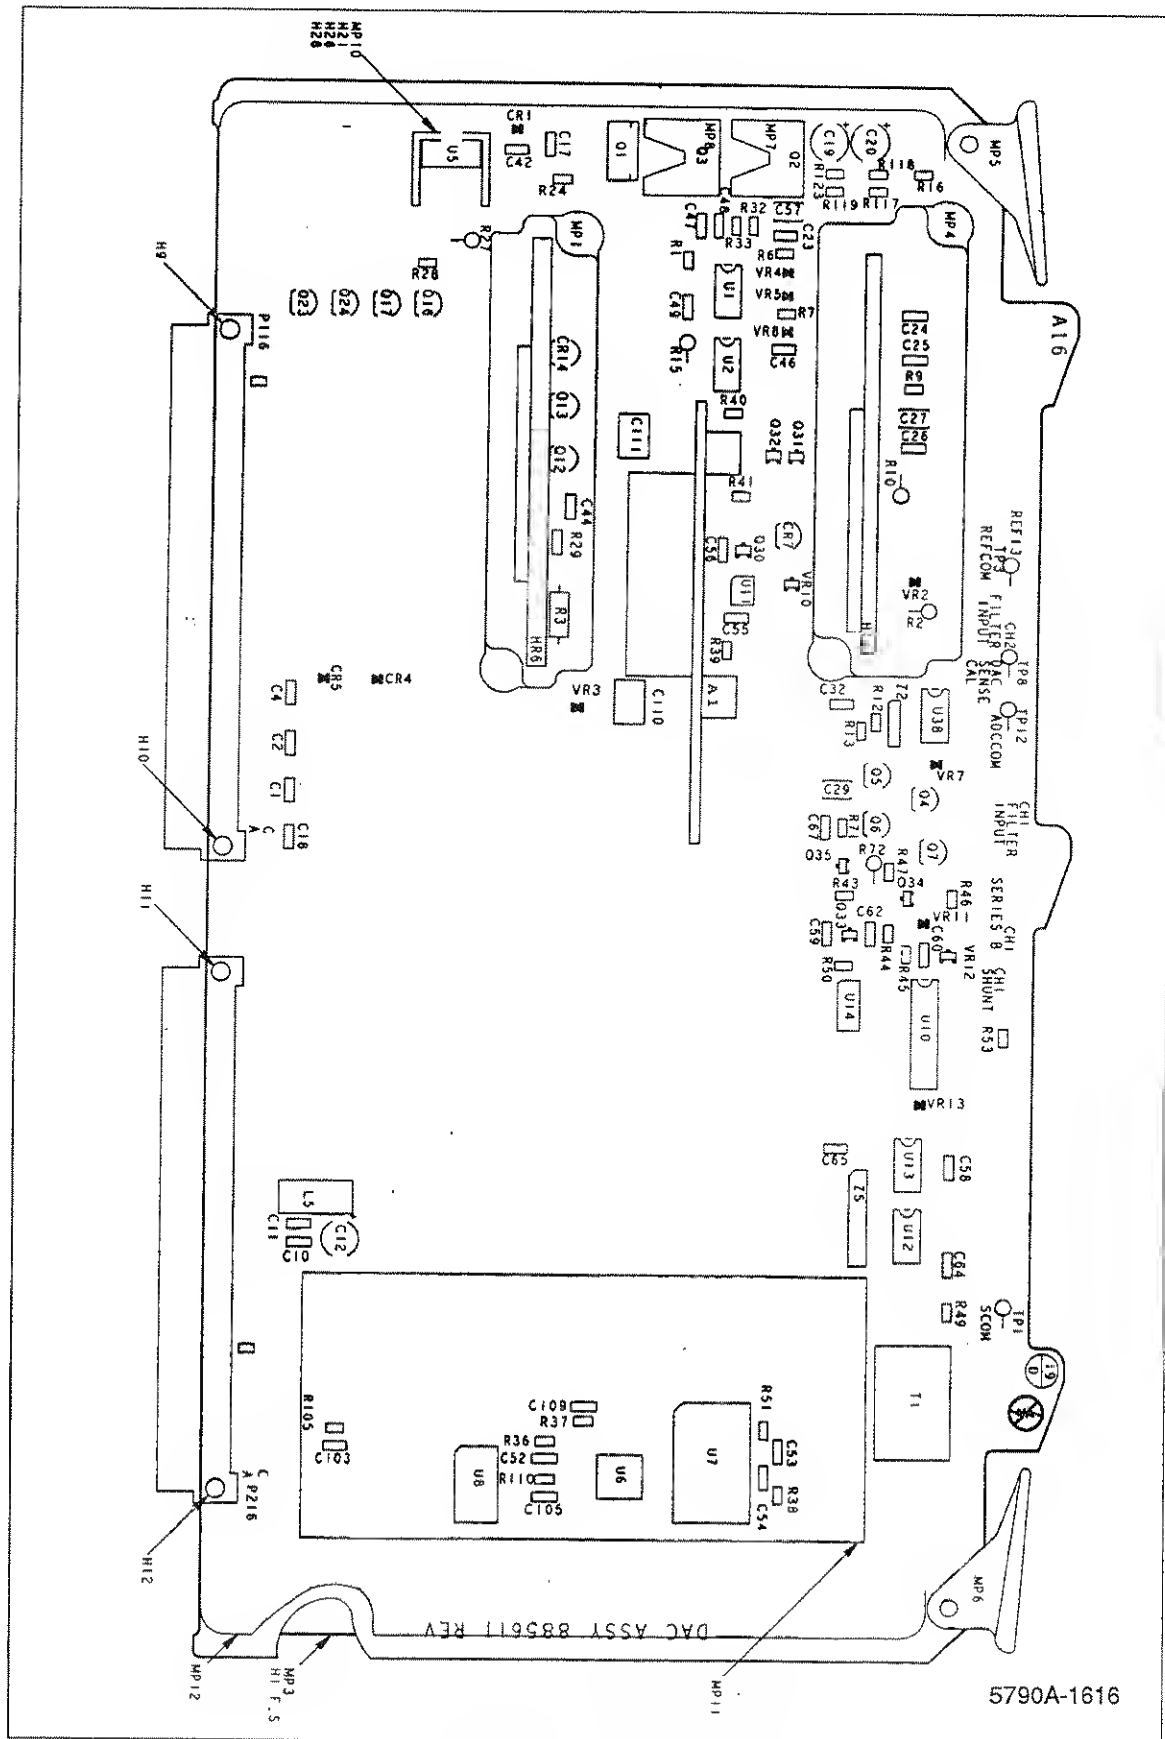 MP10
H21
H26
H28
CR1
U5
C42
C17
R24
Q1
MP8
Q3
MP7
Q2
C19
C20
R118
R16
R123
R119
R117
MP5
C47
C48
R33
R32
C57
C23
R1
R6
VR4
VR5
R7
VR8
C46
U1
C49
R15
U2
R40
MP1
R27
R28
Q23
Q24
Q17
Q16
H9
P116
MP4
A16
C24
C25
R9
C27
C26
R10
CR14
Q13
Q12
C44
R29
R3
HR6
C111
Q32
Q31
R41
C56
Q30
CR7
U11
VR10
C55
R39
VR2
R2
REF13
TP3
REFCOM
CH2
FILTER
INPUT
TP8
DAC
SENSE
CAL
TP12
ADCCOM
CR5
CR4
VR3
C110
A1
C32
R12
R13
Z2
U38
VR7
C4
C2
C1
C18
C
A
H10
H11
Q5
Q4
C29
C67
R71
Q6
Q7
Q35
R72
R47
Q34
R46
R43
Q33
C62
C59
R44
VR11
C60
VR12
R50
R45
U14
U10
CH1
FILTER
INPUT
CH1
SERIES B
CH1
SHUNT
R53
VR13
C65
U13
C58
Z5
U12
C64
R49
TP1
SCOM
L5
C11
C10
C12
T1
19
D
R105
C103
C109
R37
R36
C52
R110
C105
U8
U6
U7
R51
C53
C54
R38
C
A
P216
H12
MP6
DAC ASSY 885611 REV
MP12
MP3
H1 F.S
MP11
5790A-1616